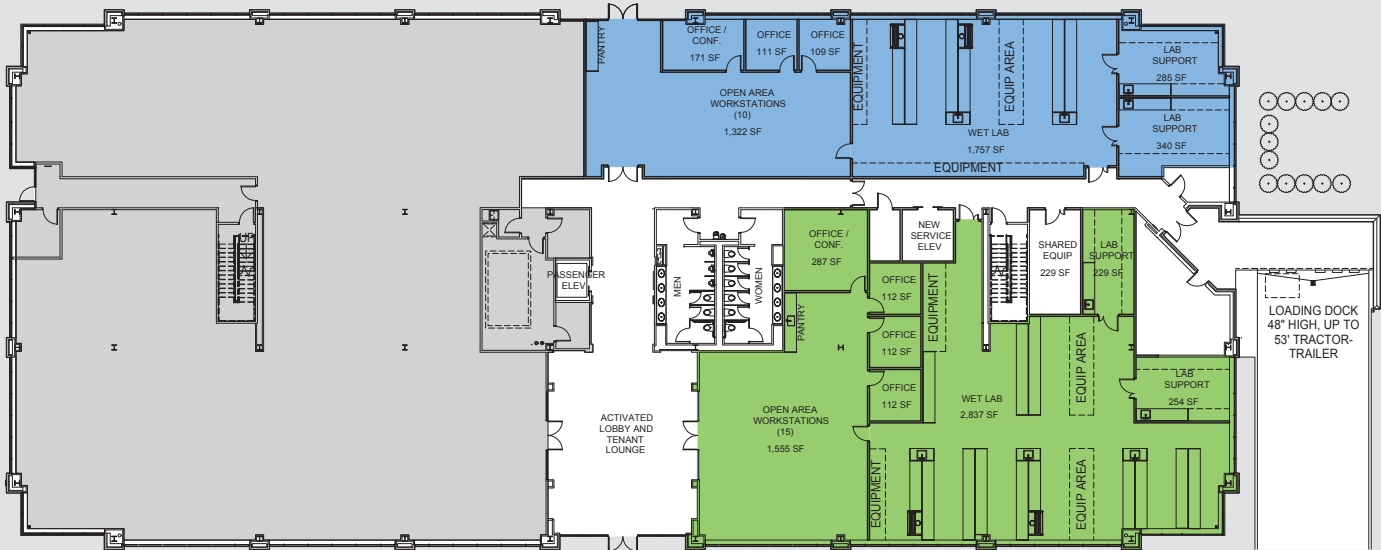 PANTRY
OFFICE /
CONF.
171 SF
OFFICE
111 SF
OFFICE
109 SF
OPEN AREA
WORKSTATIONS
(10)
1,322 SF
EQUIPMENT
EQUIP AREA
WET LAB
1,757 SF
EQUIPMENT
LAB
SUPPORT
285 SF
LAB
SUPPORT
340 SF
UP
PASSENGER
ELEV
MEN
WOMEN
OFFICE /
CONF.
287 SF
NEW
SERVICE
ELEV
SHARED
EQUIP
229 SF
LAB
SUPPORT
229 SF
OFFICE
112 SF
OFFICE
112 SF
OFFICE
112 SF
PANTRY
EQUIPMENT
EQUIP AREA
LAB
SUPPORT
254 SF
WET LAB
2,837 SF
ACTIVATED
LOBBY AND
TENANT
LOUNGE
OPEN AREA
WORKSTATIONS
(15)
1,555 SF
EQUIPMENT
EQUIP AREA
LOADING DOCK
48" HIGH, UP TO
53' TRACTOR-
TRAILER